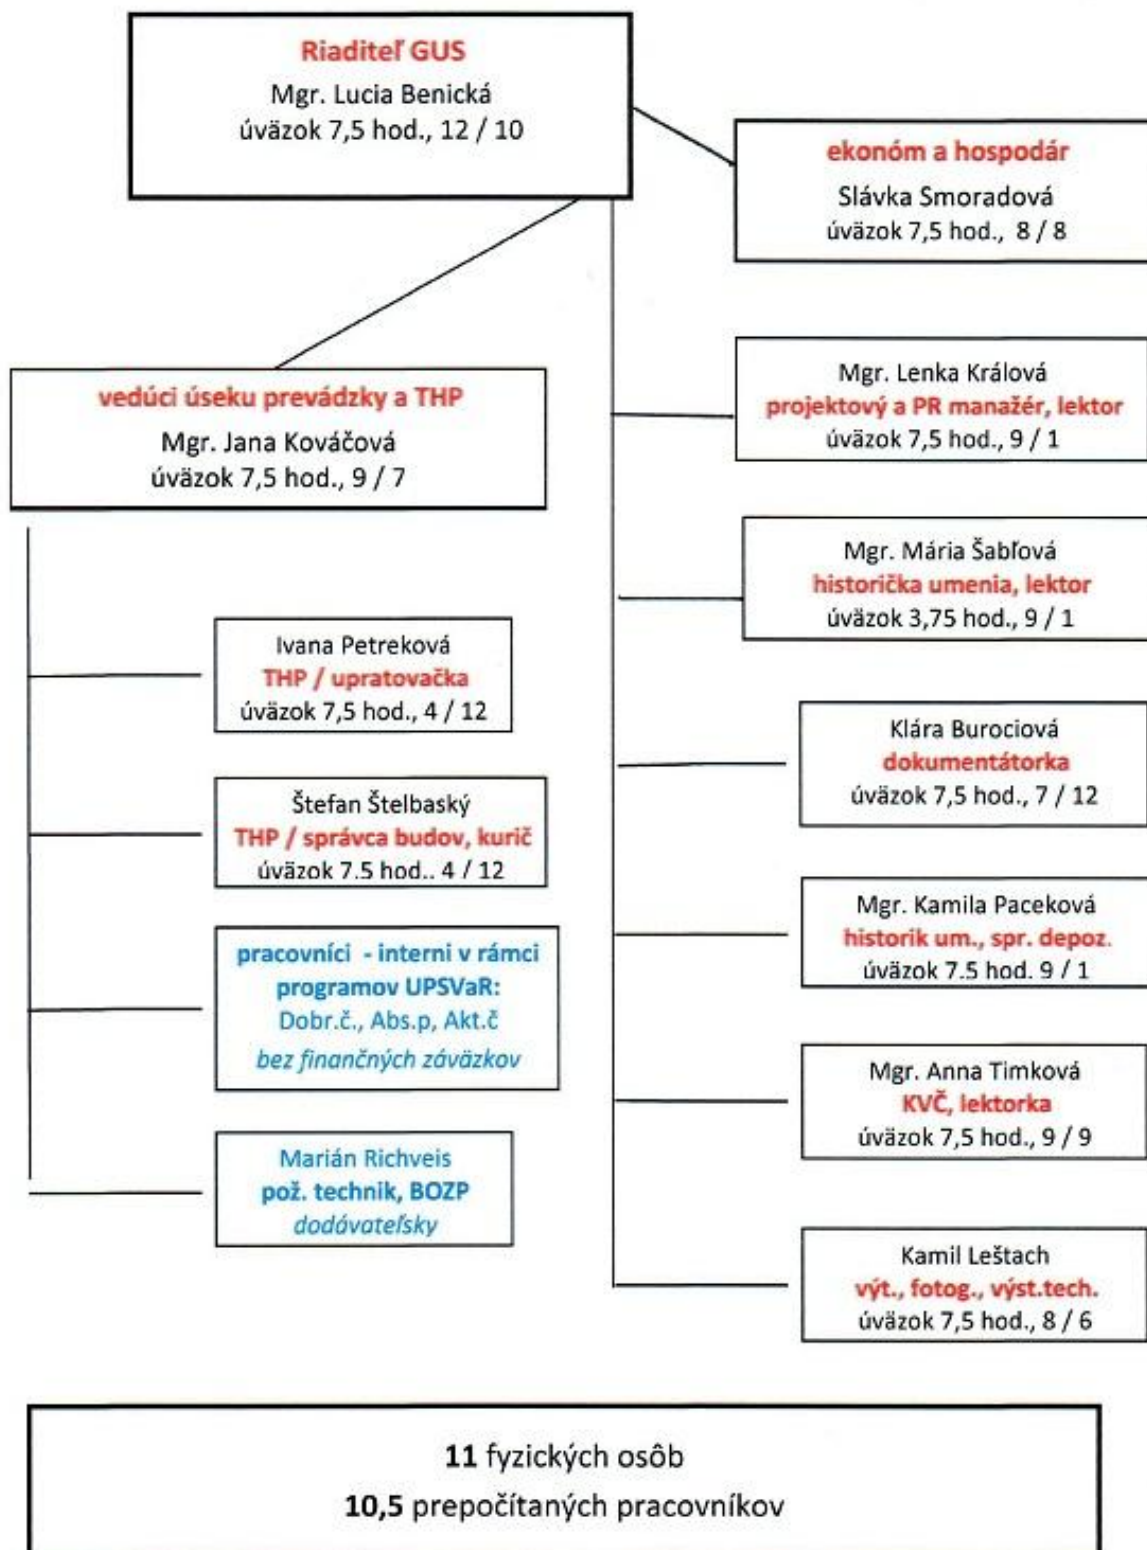 Riaditeľ GUS
Mgr. Lucia Benická
úväzok 7,5 hod., 12 / 10
ekonóm a hospodár
Slávka Smoradová
úväzok 7,5 hod., 8 / 8
vedúci úseku prevádzky a THP
Mgr. Jana Kováčová
úväzok 7,5 hod., 9 / 7
Ivana Petreková
THP / upratovačka
úväzok 7,5 hod., 4 / 12
Štefan Štelbaský
THP / správca budov, kurič
úväzok 7.5 hod.. 4 / 12
pracovníci - interni v rámci
programov UPSVaR:
Dobr.č., Abs.p, Akt.č
bez finančných záväzkov
Marián Richveis
pož. technik, BOZP
dodávateľsky
Mgr. Lenka Králová
projektový a PR manažér, lektor
úväzok 7,5 hod., 9 / 1
Mgr. Mária Šabľová
historička umenia, lektor
úväzok 3,75 hod., 9 / 1
Klára Burociová
dokumentátorka
úväzok 7,5 hod., 7 / 12
Mgr. Kamila Paceková
historik um., spr. depoz.
úväzok 7.5 hod. 9 / 1
Mgr. Anna Timková
KVČ, lektorka
úväzok 7,5 hod., 9 / 9
Kamil Leštach
výt., fotog., výst.tech.
úväzok 7,5 hod., 8 / 6
11 fyzických osôb
10,5 prepočítaných pracovníkov